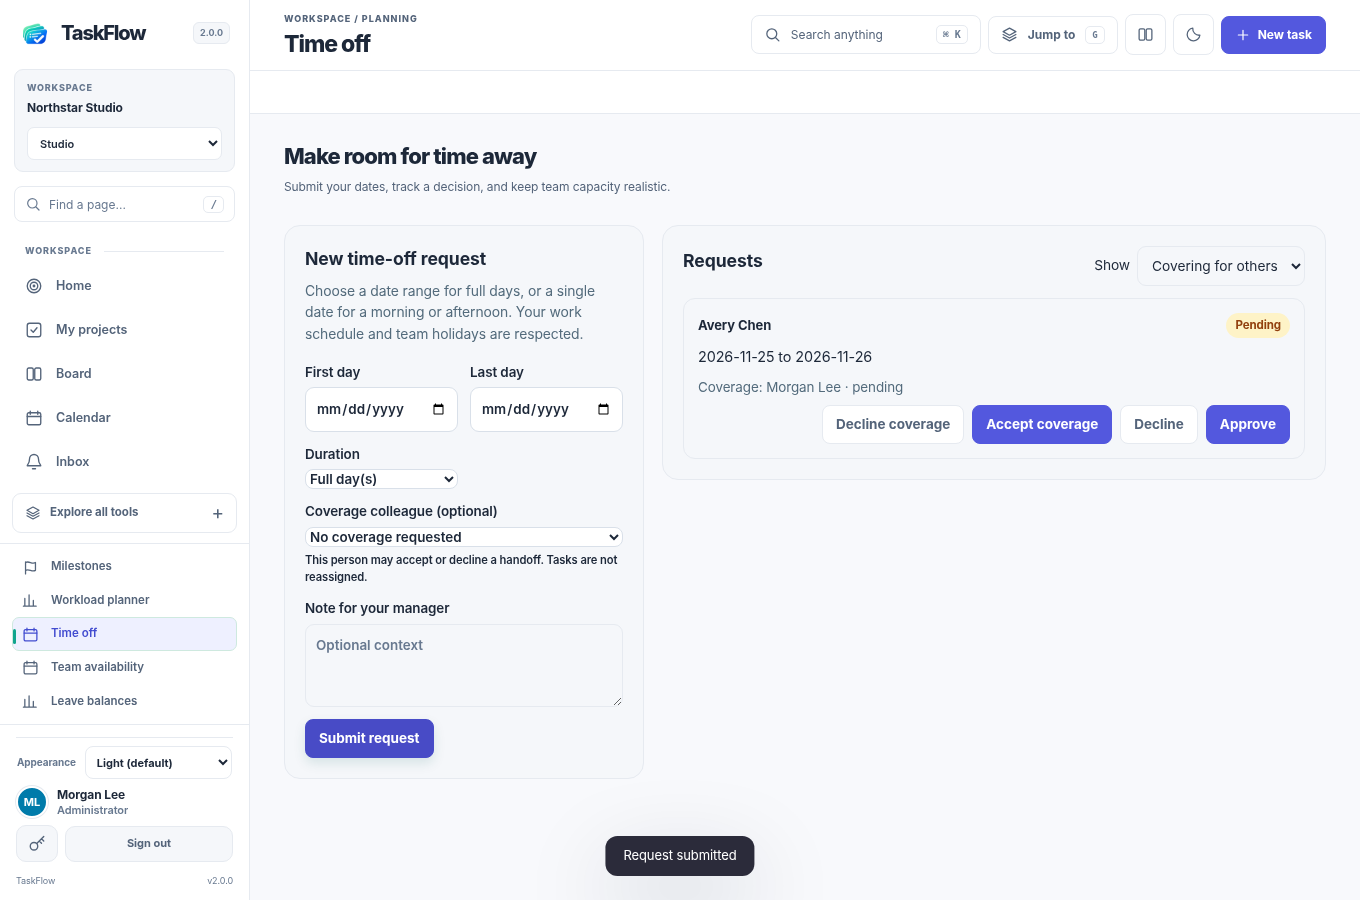 TaskFlow
2.0.0
WORKSPACE
Northstar Studio
Studio
Find a page...
/
WORKSPACE
Home
My projects
Board
Calendar
Inbox
Explore all tools
+
Milestones
Workload planner
Time off
Team availability
Leave balances
Appearance
Light (default)
ML
Morgan Lee
Administrator
Sign out
TaskFlow
v2.0.0
WORKSPACE / PLANNING
Time off
Search anything
⌘ K
Jump to
G
New task
Make room for time away
Submit your dates, track a decision, and keep team capacity realistic.
New time-off request
Choose a date range for full days, or a single
date for a morning or afternoon. Your work
schedule and team holidays are respected.
First day
Last day
mm/dd/yyyy
mm/dd/yyyy
Duration
Full day(s)
Coverage colleague (optional)
No coverage requested
This person may accept or decline a handoff. Tasks are not
reassigned.
Note for your manager
Optional context
Submit request
Requests
Show
Covering for others
Avery Chen
Pending
2026-11-25 to 2026-11-26
Coverage: Morgan Lee · pending
Decline coverage
Accept coverage
Decline
Approve
Request submitted